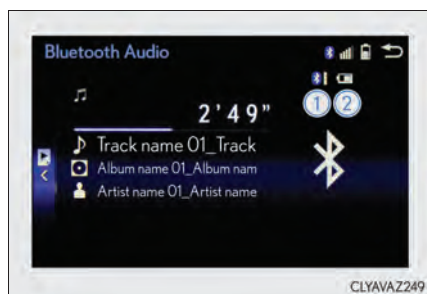 Bluetooth Audio
2'49"
1 2
Track name 01_Track
Album name 01_Album nam
Artist name 01_Artist name
CLYAVAZ249